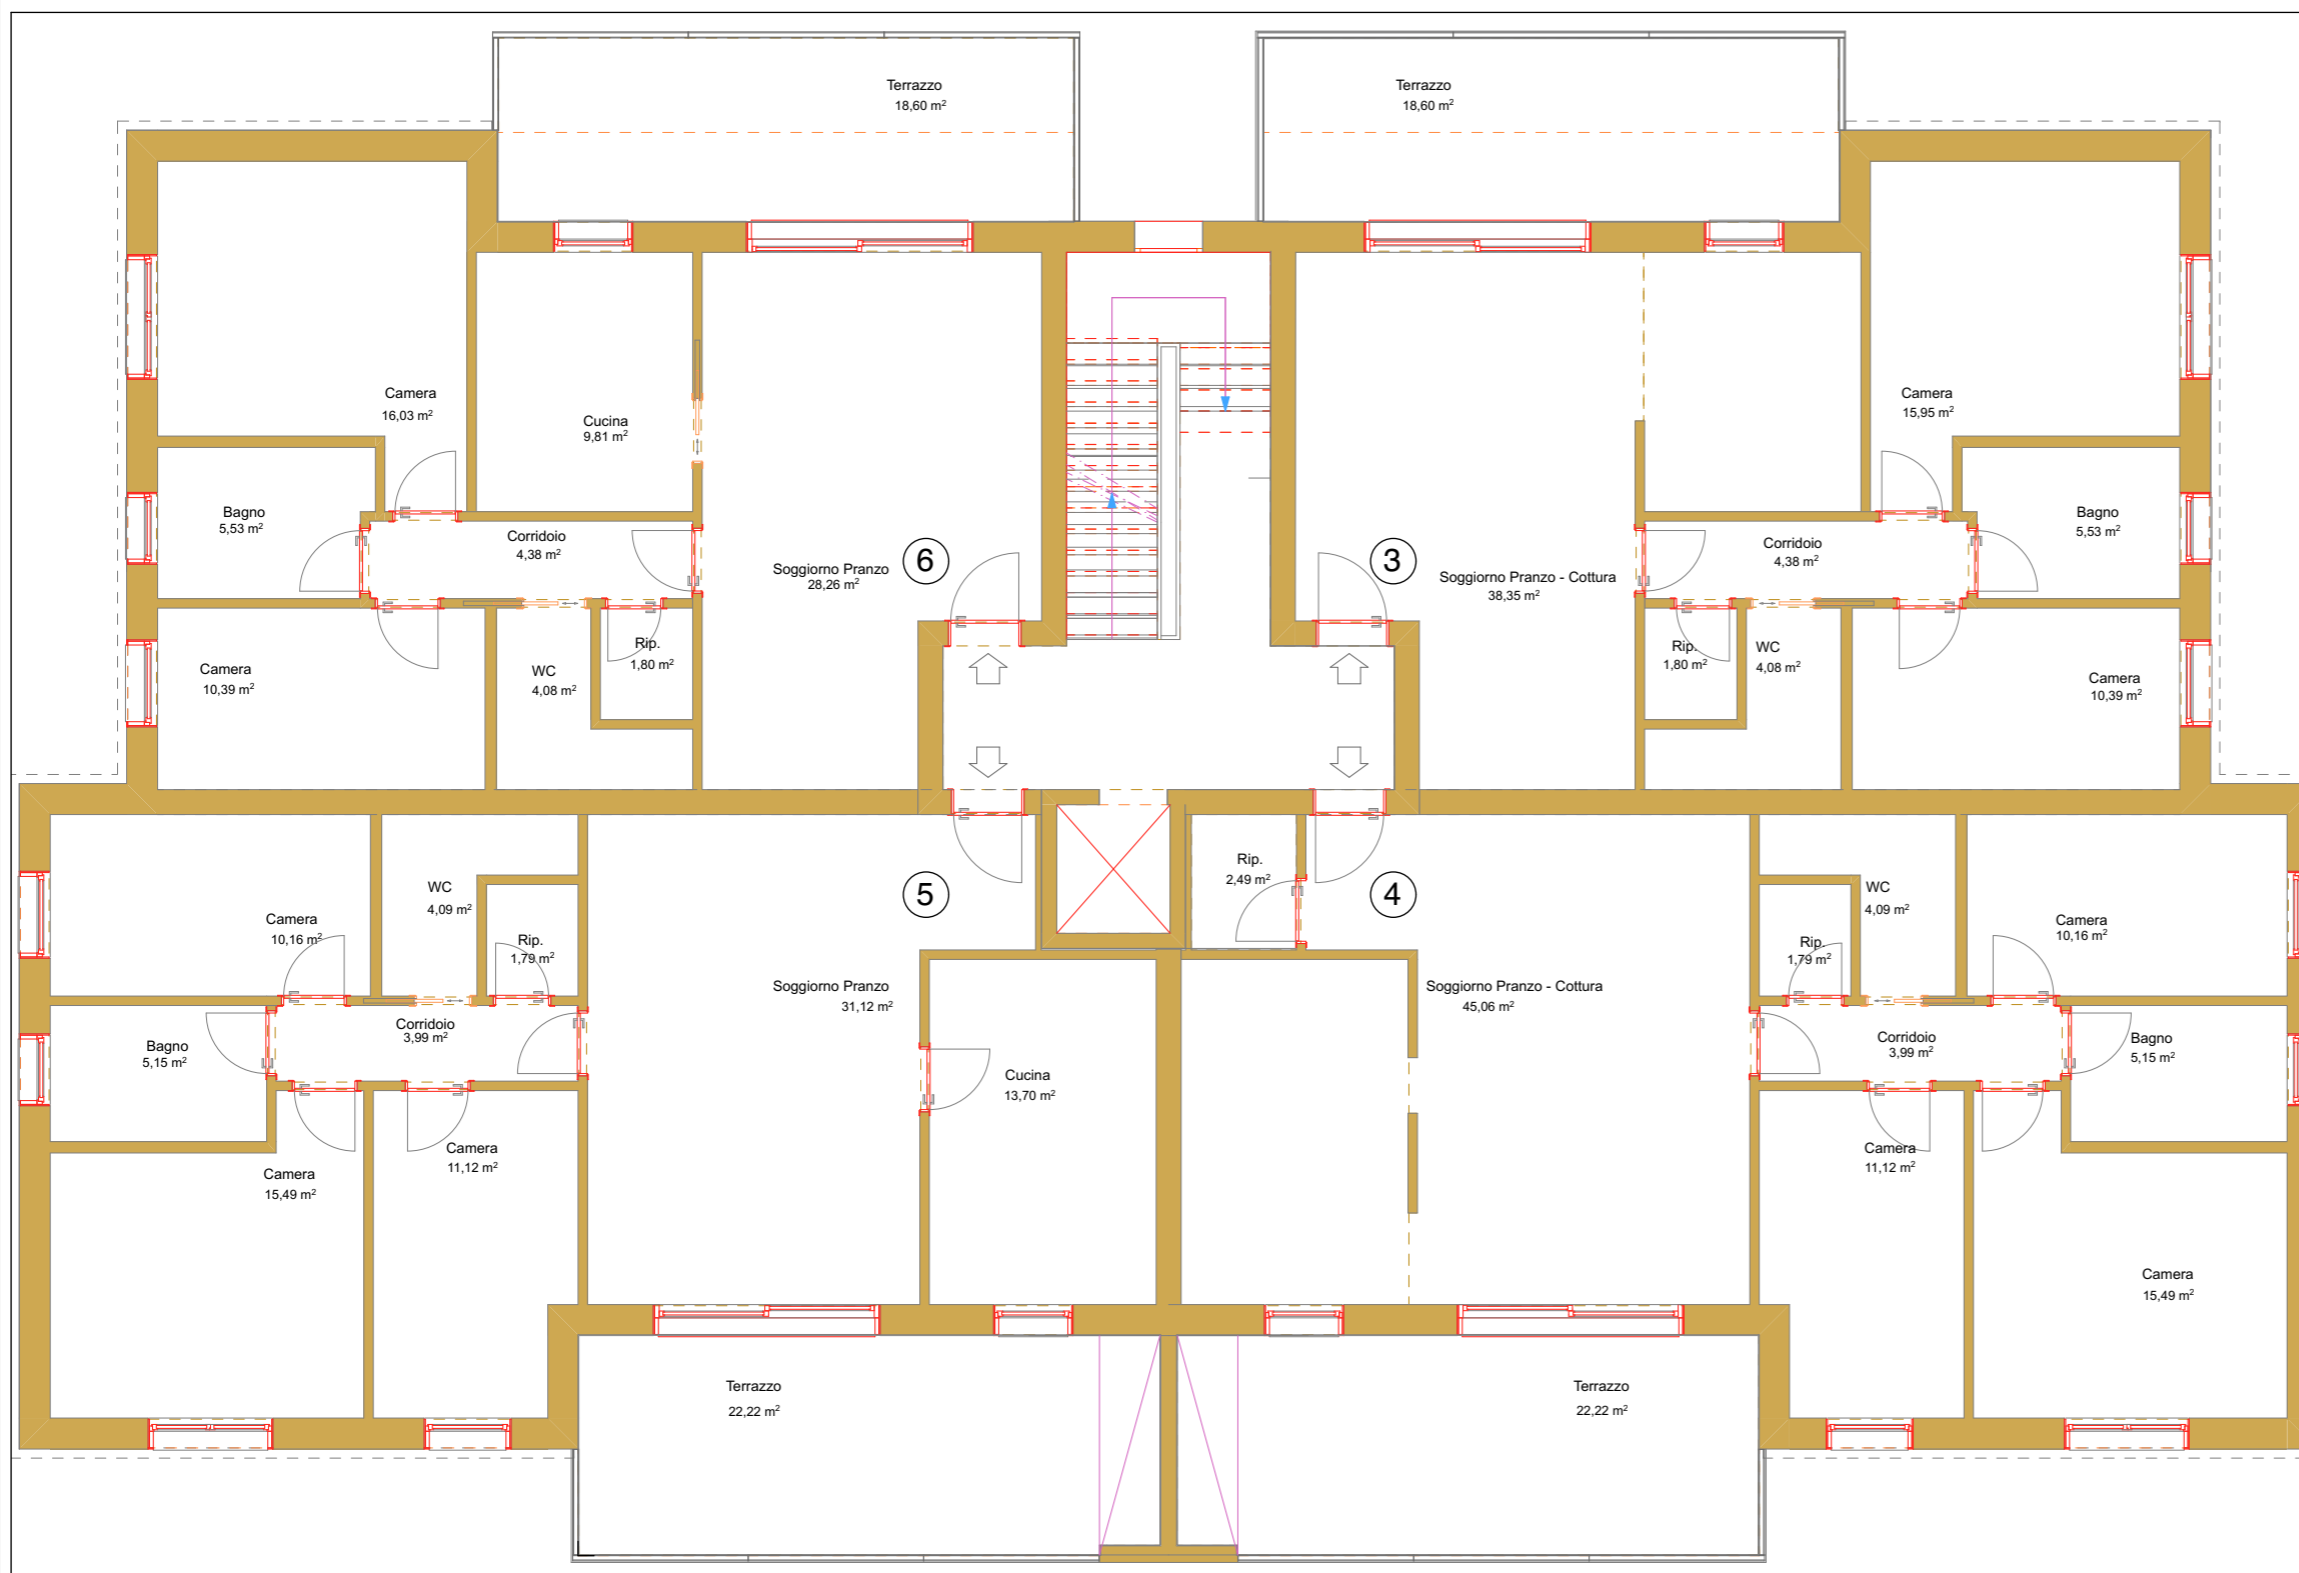 Terrazzo
18,60 m²
Terrazzo
18,60 m²
Camera
16,03 m²
Cucina
9,81 m²
Camera
15,95 m²
Bagno
5,53 m²
Corridoio
4,38 m²
Soggiorno Pranzo
28,26 m²
6
3
Soggiorno Pranzo - Cottura
38,35 m²
Corridoio
4,38 m²
Bagno
5,53 m²
Camera
10,39 m²
WC
4,08 m²
Rip.
1,80 m²
Rip.
1,80 m²
WC
4,08 m²
Camera
10,39 m²
Camera
10,16 m²
WC
4,09 m²
Rip.
1,79 m²
5
Rip.
2,49 m²
4
WC
4,09 m²
Rip.
1,79 m²
Camera
10,16 m²
Bagno
5,15 m²
Corridoio
3,99 m²
Soggiorno Pranzo
31,12 m²
Cucina
13,70 m²
Soggiorno Pranzo - Cottura
45,06 m²
Corridoio
3,99 m²
Bagno
5,15 m²
Camera
15,49 m²
Camera
11,12 m²
Camera
11,12 m²
Camera
15,49 m²
Terrazzo
22,22 m²
Terrazzo
22,22 m²